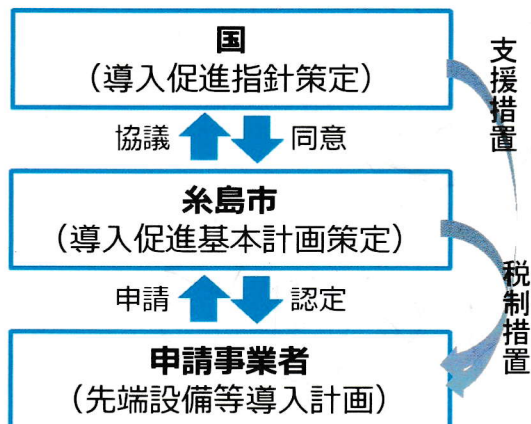 国
（導入促進指針策定）
協議
同意
支援措置
糸島市
（導入促進基本計画策定）
申請
認定
税制措置
申請事業者
（先端設備等導入計画）